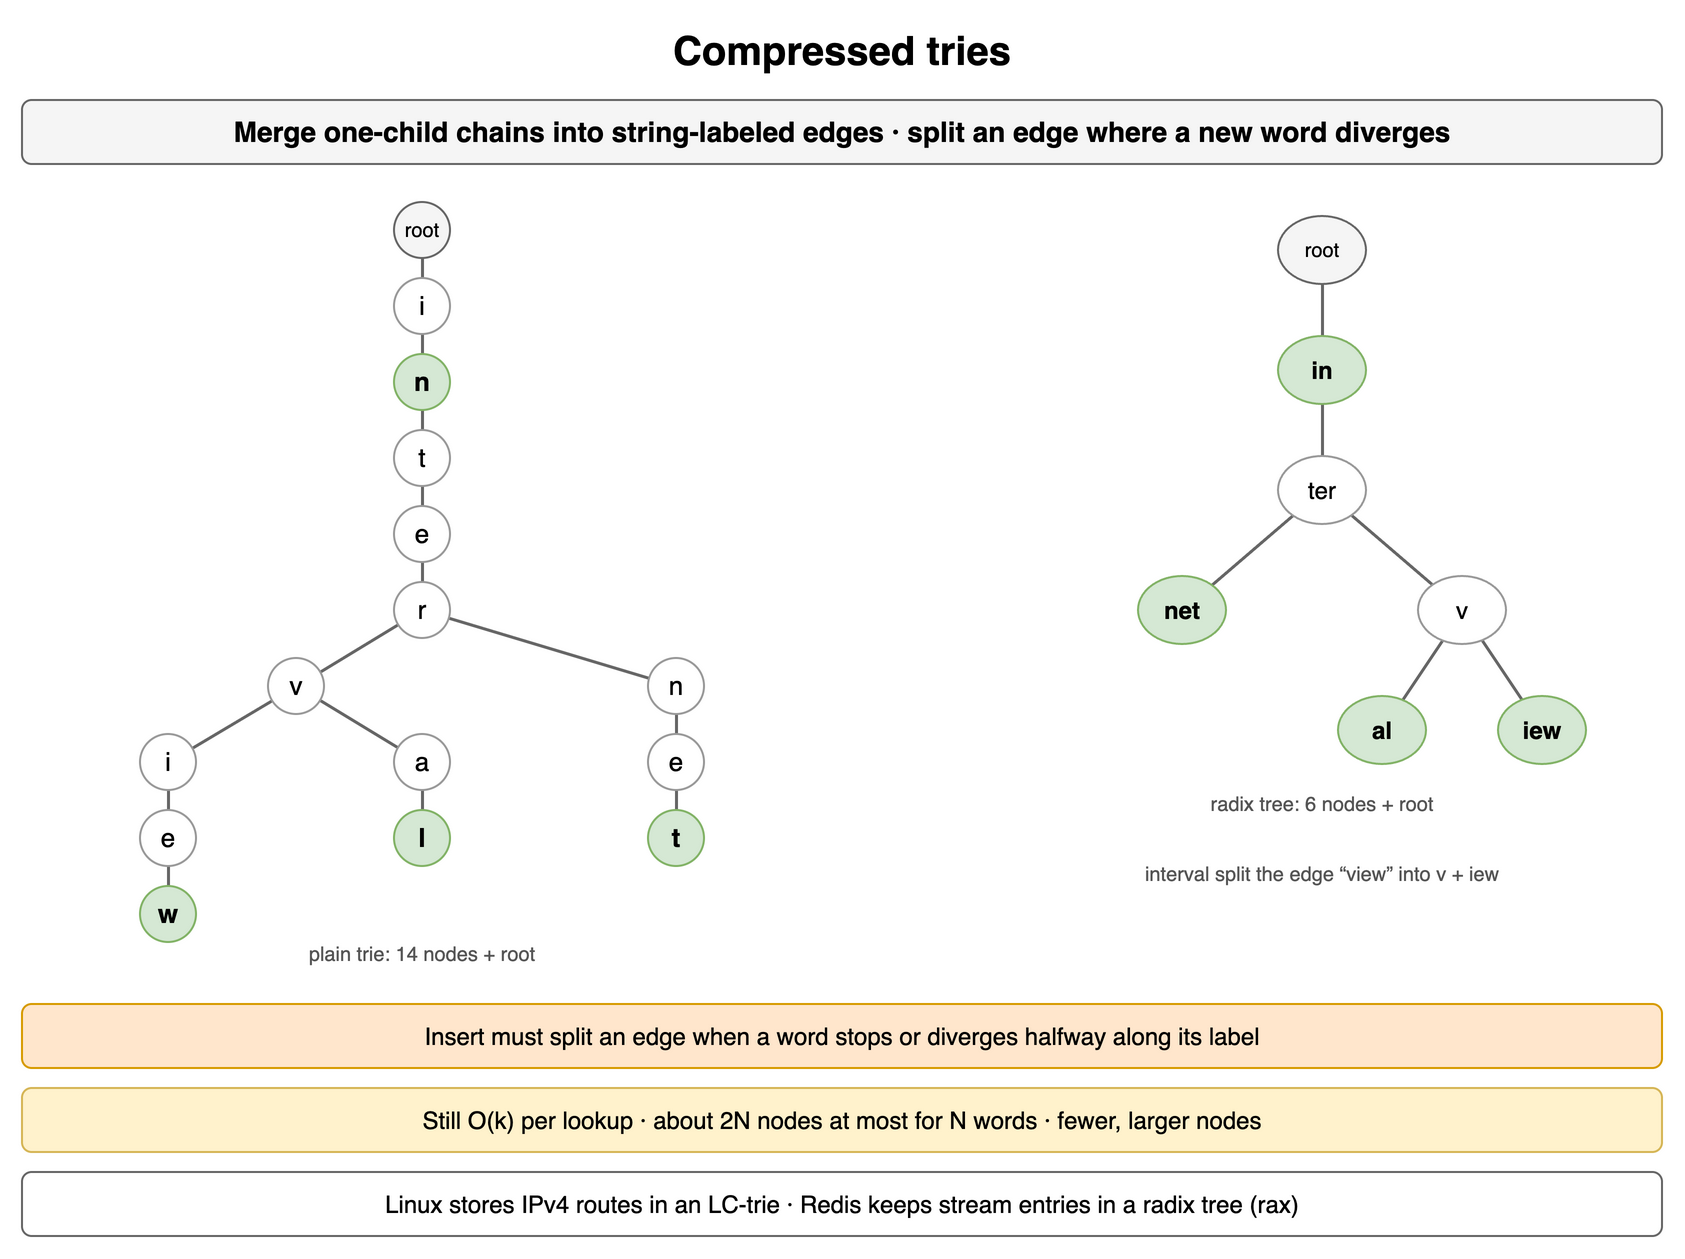 Compressed tries
Merge one-child chains into string-labeled edges · split an edge where a new word diverges
root
i
n
t
e
r
v
n
i
a
e
e
l
t
w
plain trie: 14 nodes + root
root
in
ter
net
v
al
iew
radix tree: 6 nodes + root
interval split the edge “view” into v + iew
Insert must split an edge when a word stops or diverges halfway along its label
Still O(k) per lookup · about 2N nodes at most for N words · fewer, larger nodes
Linux stores IPv4 routes in an LC-trie · Redis keeps stream entries in a radix tree (rax)